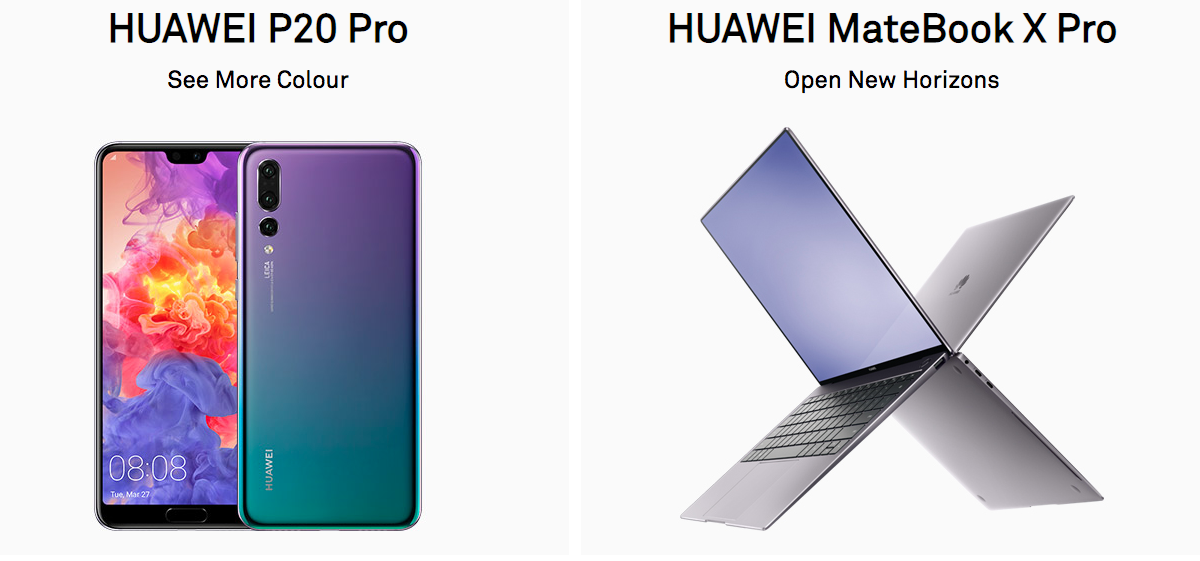 HUAWEI P20 Pro
See More Colour
08:08
Tue, Mar 27
LEICA
HUAWEI
HUAWEI MateBook X Pro
Open New Horizons